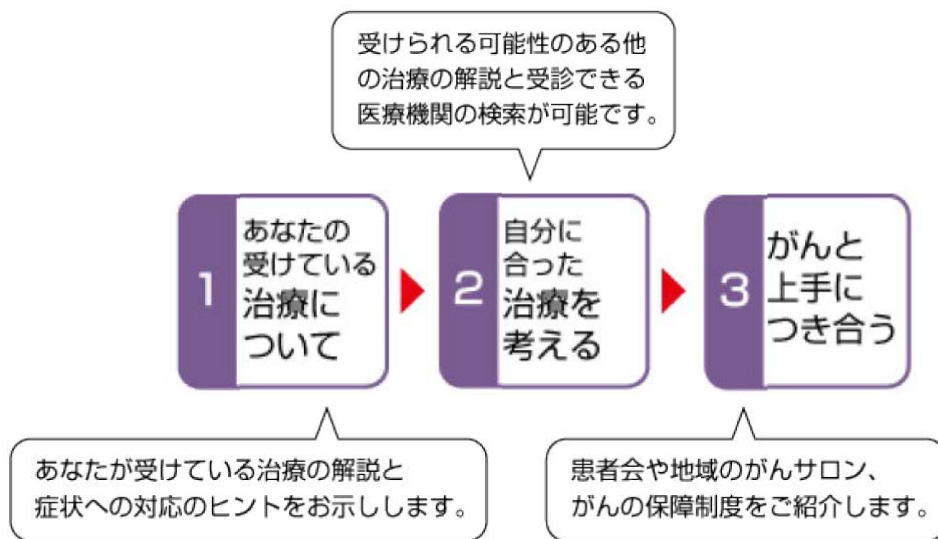 受けられる可能性のある他
の治療の解説と受診できる
医療機関の検索が可能です。
1
あなたの
受けている
治療に
ついて
2
自分に
合った
治療を
考える
3
がんと
上手に
つき合う
あなたが受けている治療の解説と
症状への対応のヒントをお示しします。
患者会や地域のがんサロン、
がんの保障制度をご紹介します。